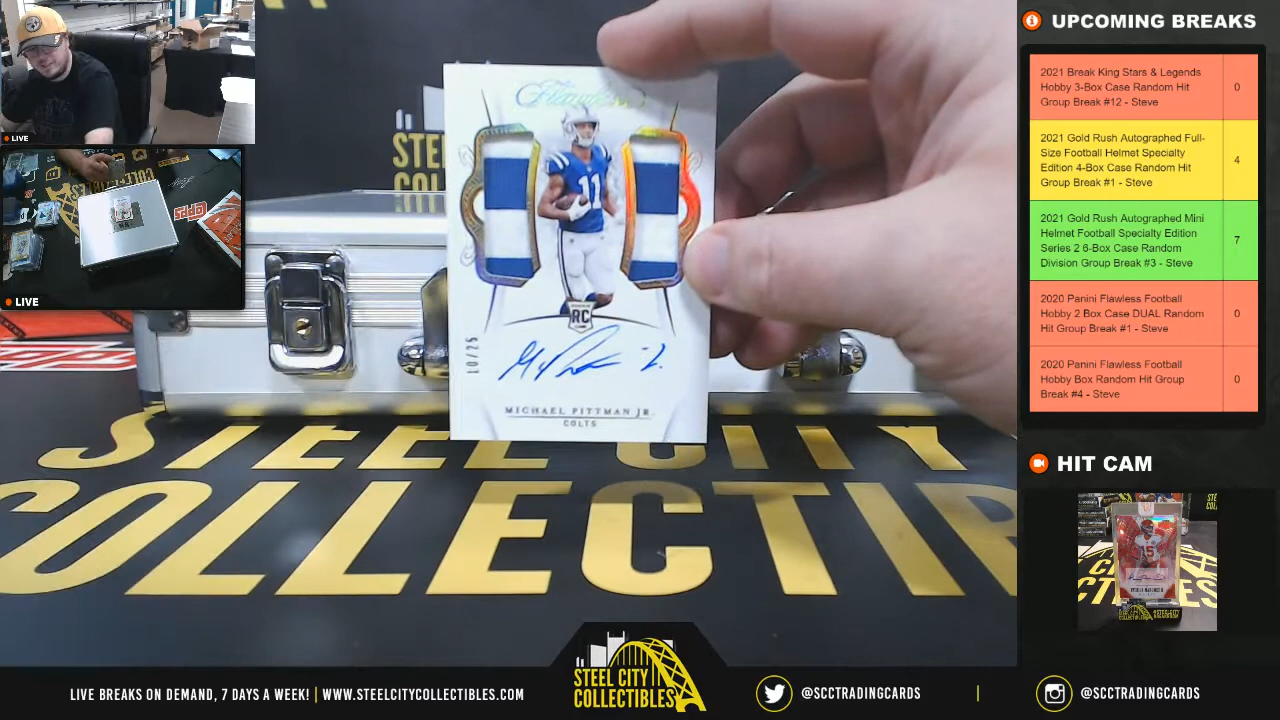 LIVE
LIVE
STEEL
COL
Flawless
11
RC
10/25
MICHAEL PITTMAN JR.
COLTS
STEEL CITY
COLLECTIB
UPCOMING BREAKS
2021 Break King Stars & Legends
Hobby 3-Box Case Random Hit
Group Break #12 - Steve
0
2021 Gold Rush Autographed Full-
Size Football Helmet Specialty
Edition 4-Box Case Random Hit
Group Break #1 - Steve
4
2021 Gold Rush Autographed Mini
Helmet Football Specialty Edition
Series 2 6-Box Case Random
Division Group Break #3 - Steve
7
2020 Panini Flawless Football
Hobby 2 Box Case DUAL Random
Hit Group Break #1 - Steve
0
2020 Panini Flawless Football
Hobby Box Random Hit Group
Break #4 - Steve
0
HIT CAM
15
LIVE BREAKS ON DEMAND, 7 DAYS A WEEK! | WWW.STEELCITYCOLLECTIBLES.COM
STEEL CITY
COLLECTIBLES
@SCCTRADINGCARDS
|
@SCCTRADINGCARDS